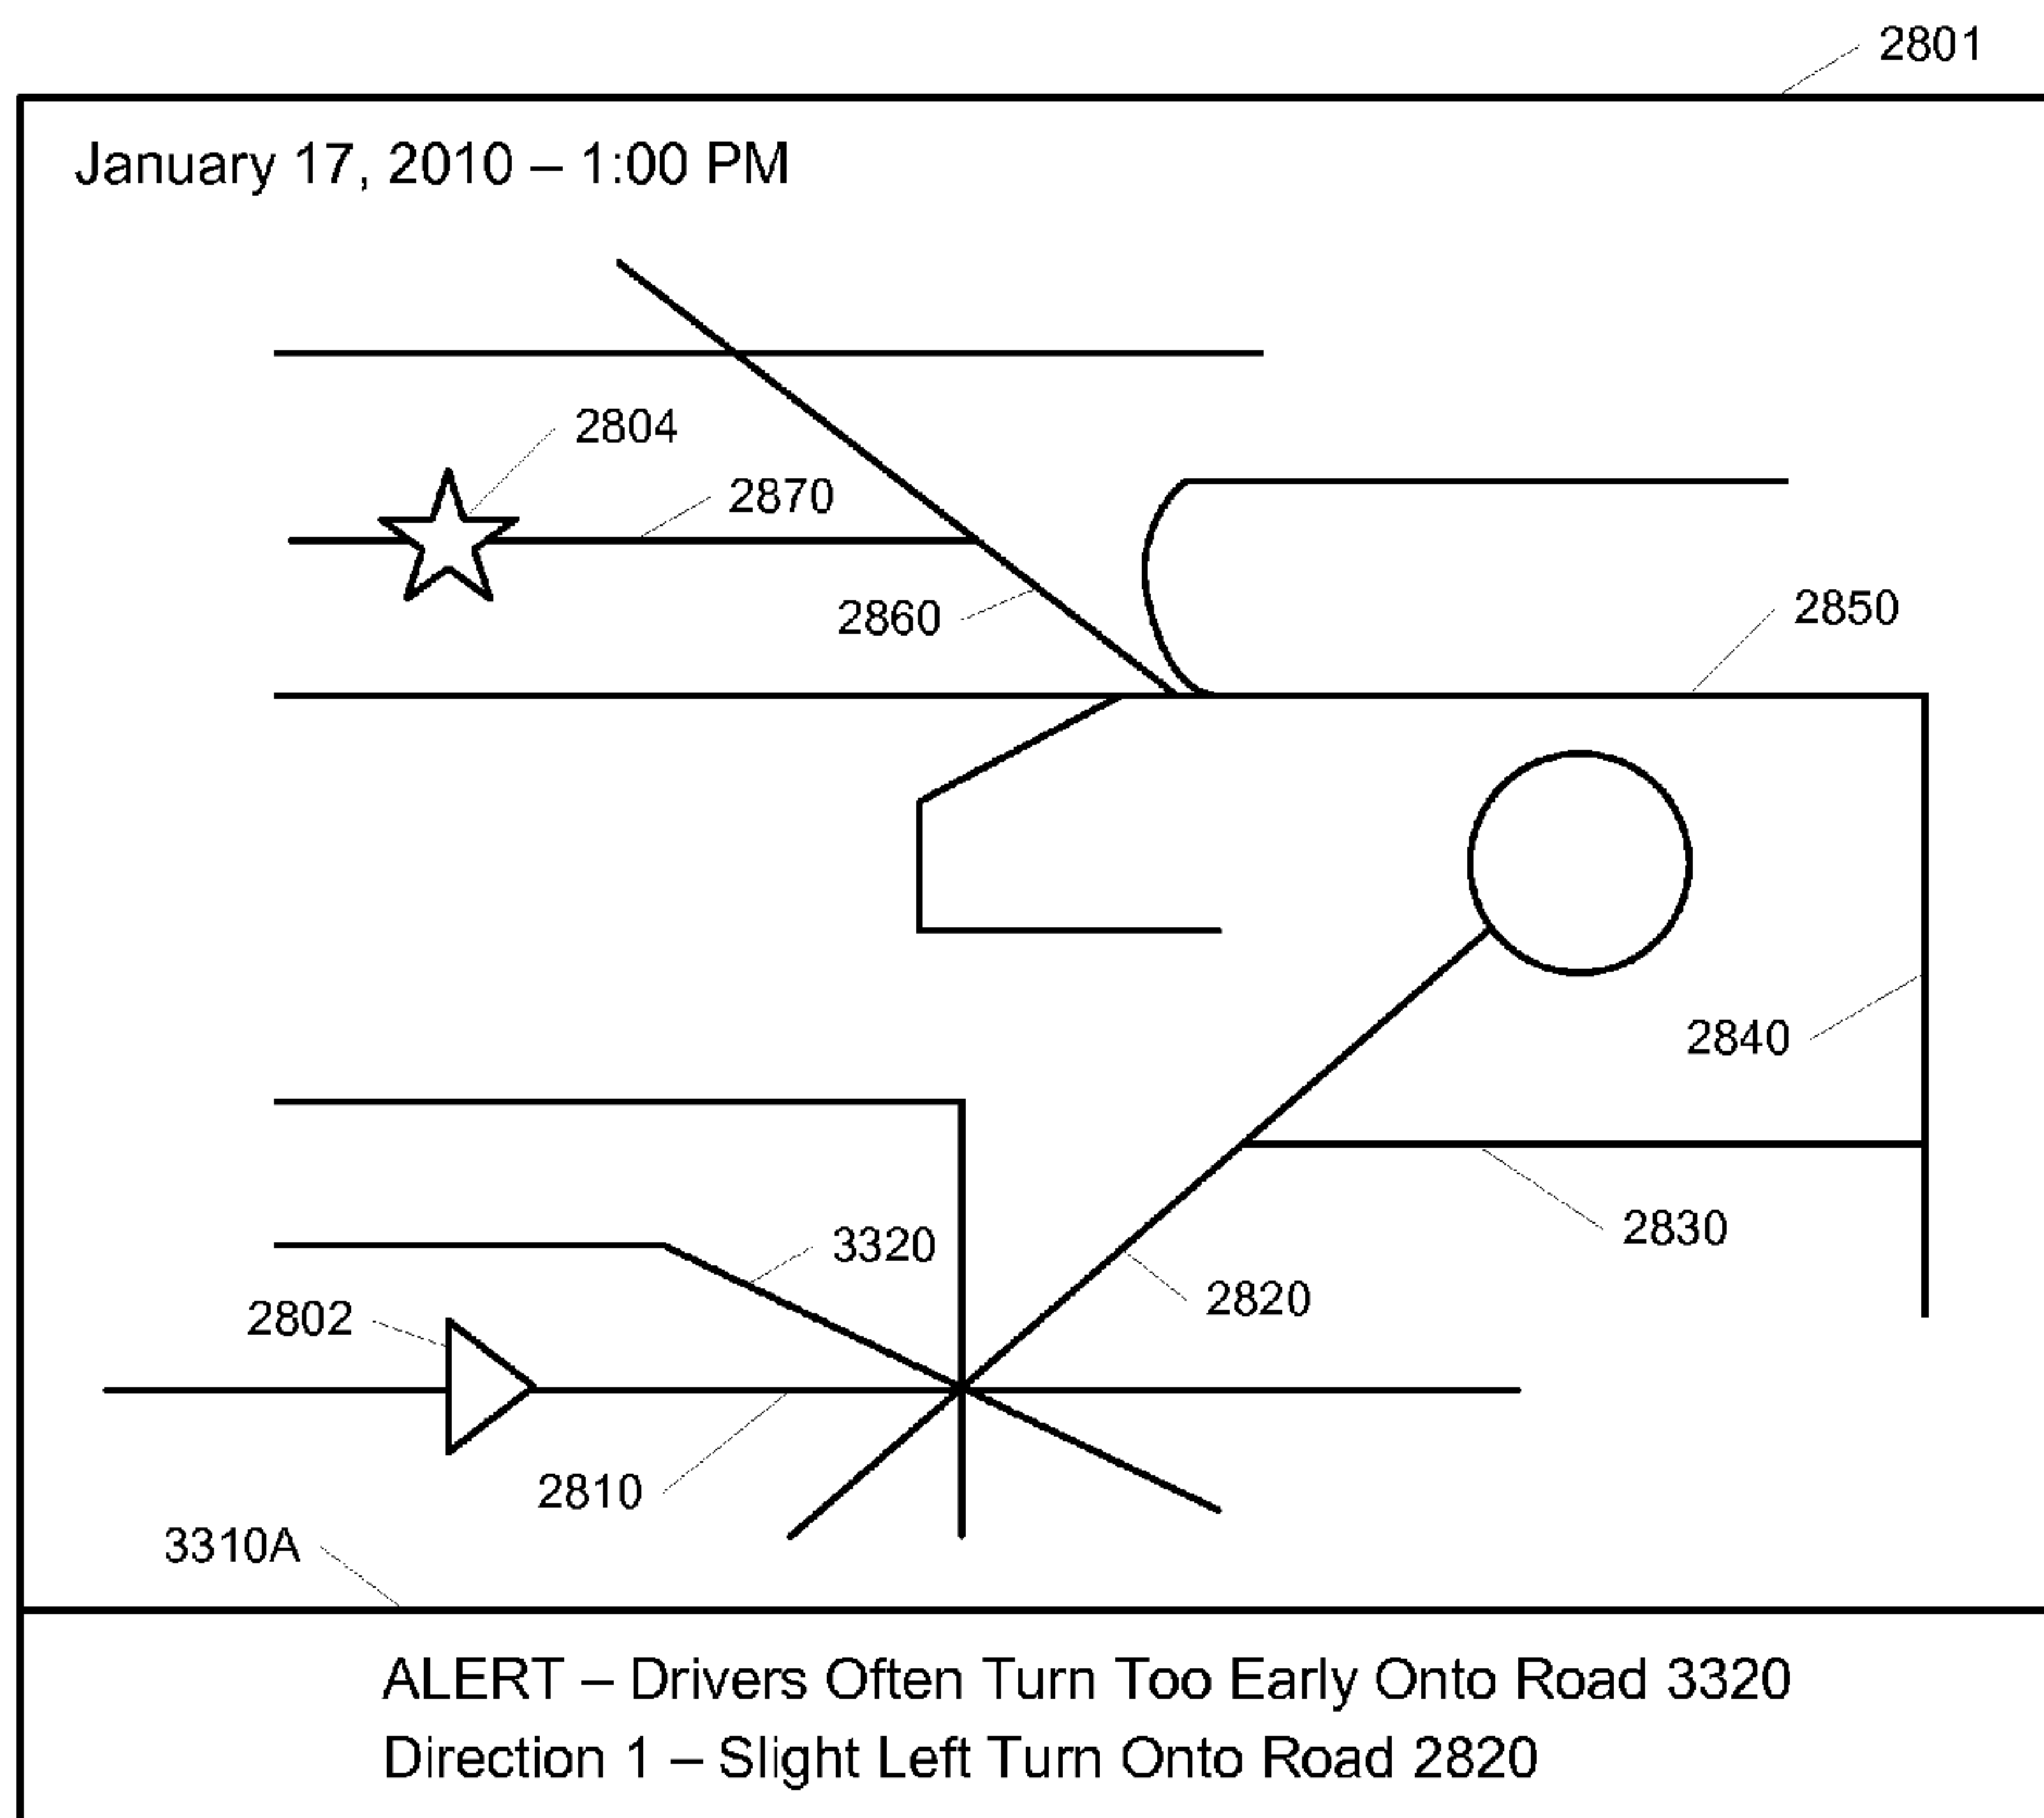 2801
January 17, 2010 – 1:00 PM
2804
2870
2860
2850
2840
2830
3320
2820
2802
2810
3310A
ALERT – Drivers Often Turn Too Early Onto Road 3320
Direction 1 – Slight Left Turn Onto Road 2820